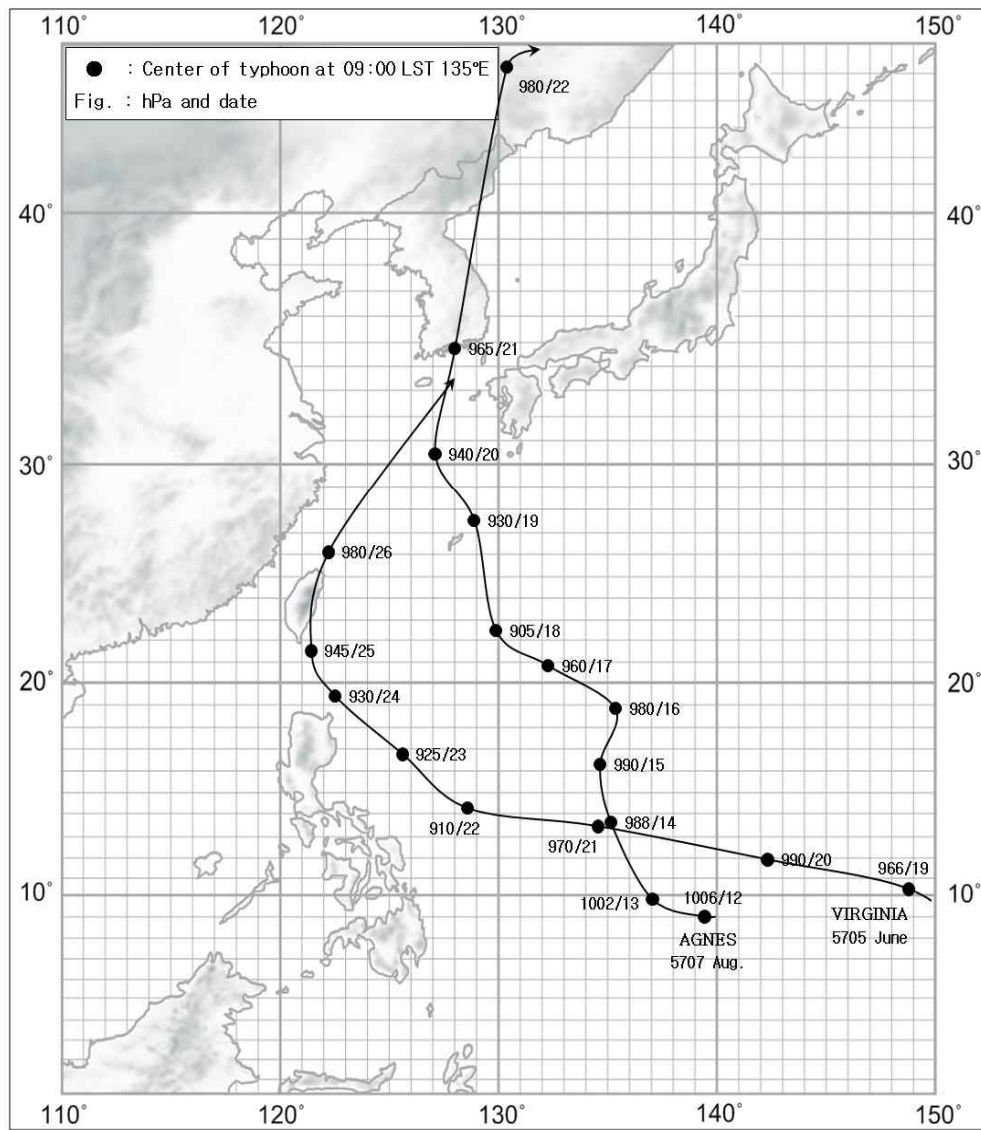 110˚ 120˚ 130˚ 140˚ 150˚
● : Center of typhoon at 09:00 LST 135°E
Fig. : hPa and date
980/22
40˚ 40˚
965/21
940/20
30˚ 30˚
930/19
980/26
905/18
945/25
960/17
20˚ 20˚
930/24
980/16
925/23
990/15
910/22
988/14
970/21
990/20
966/19
10˚ 10˚
1002/13
1006/12
VIRGINIA
5705 June
AGNES
5707 Aug.
110˚ 120˚ 130˚ 140˚ 150˚